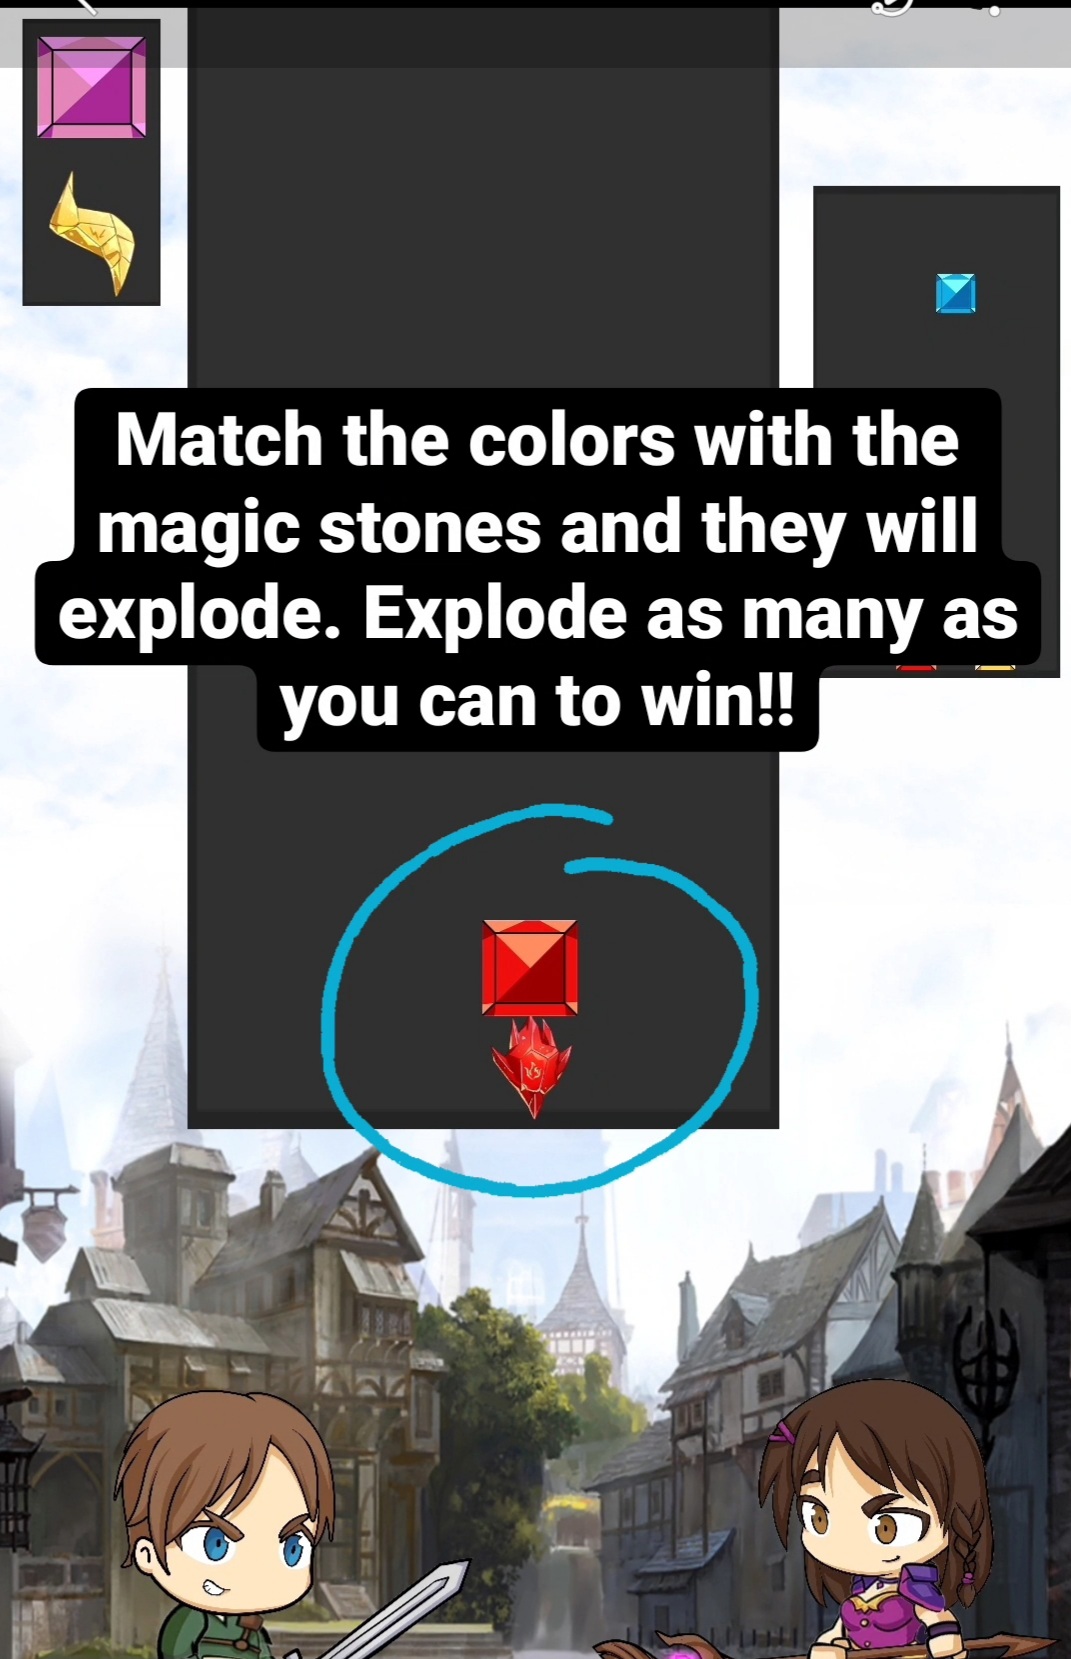 Match the colors with the
magic stones and they will
explode. Explode as many as
you can to win!!